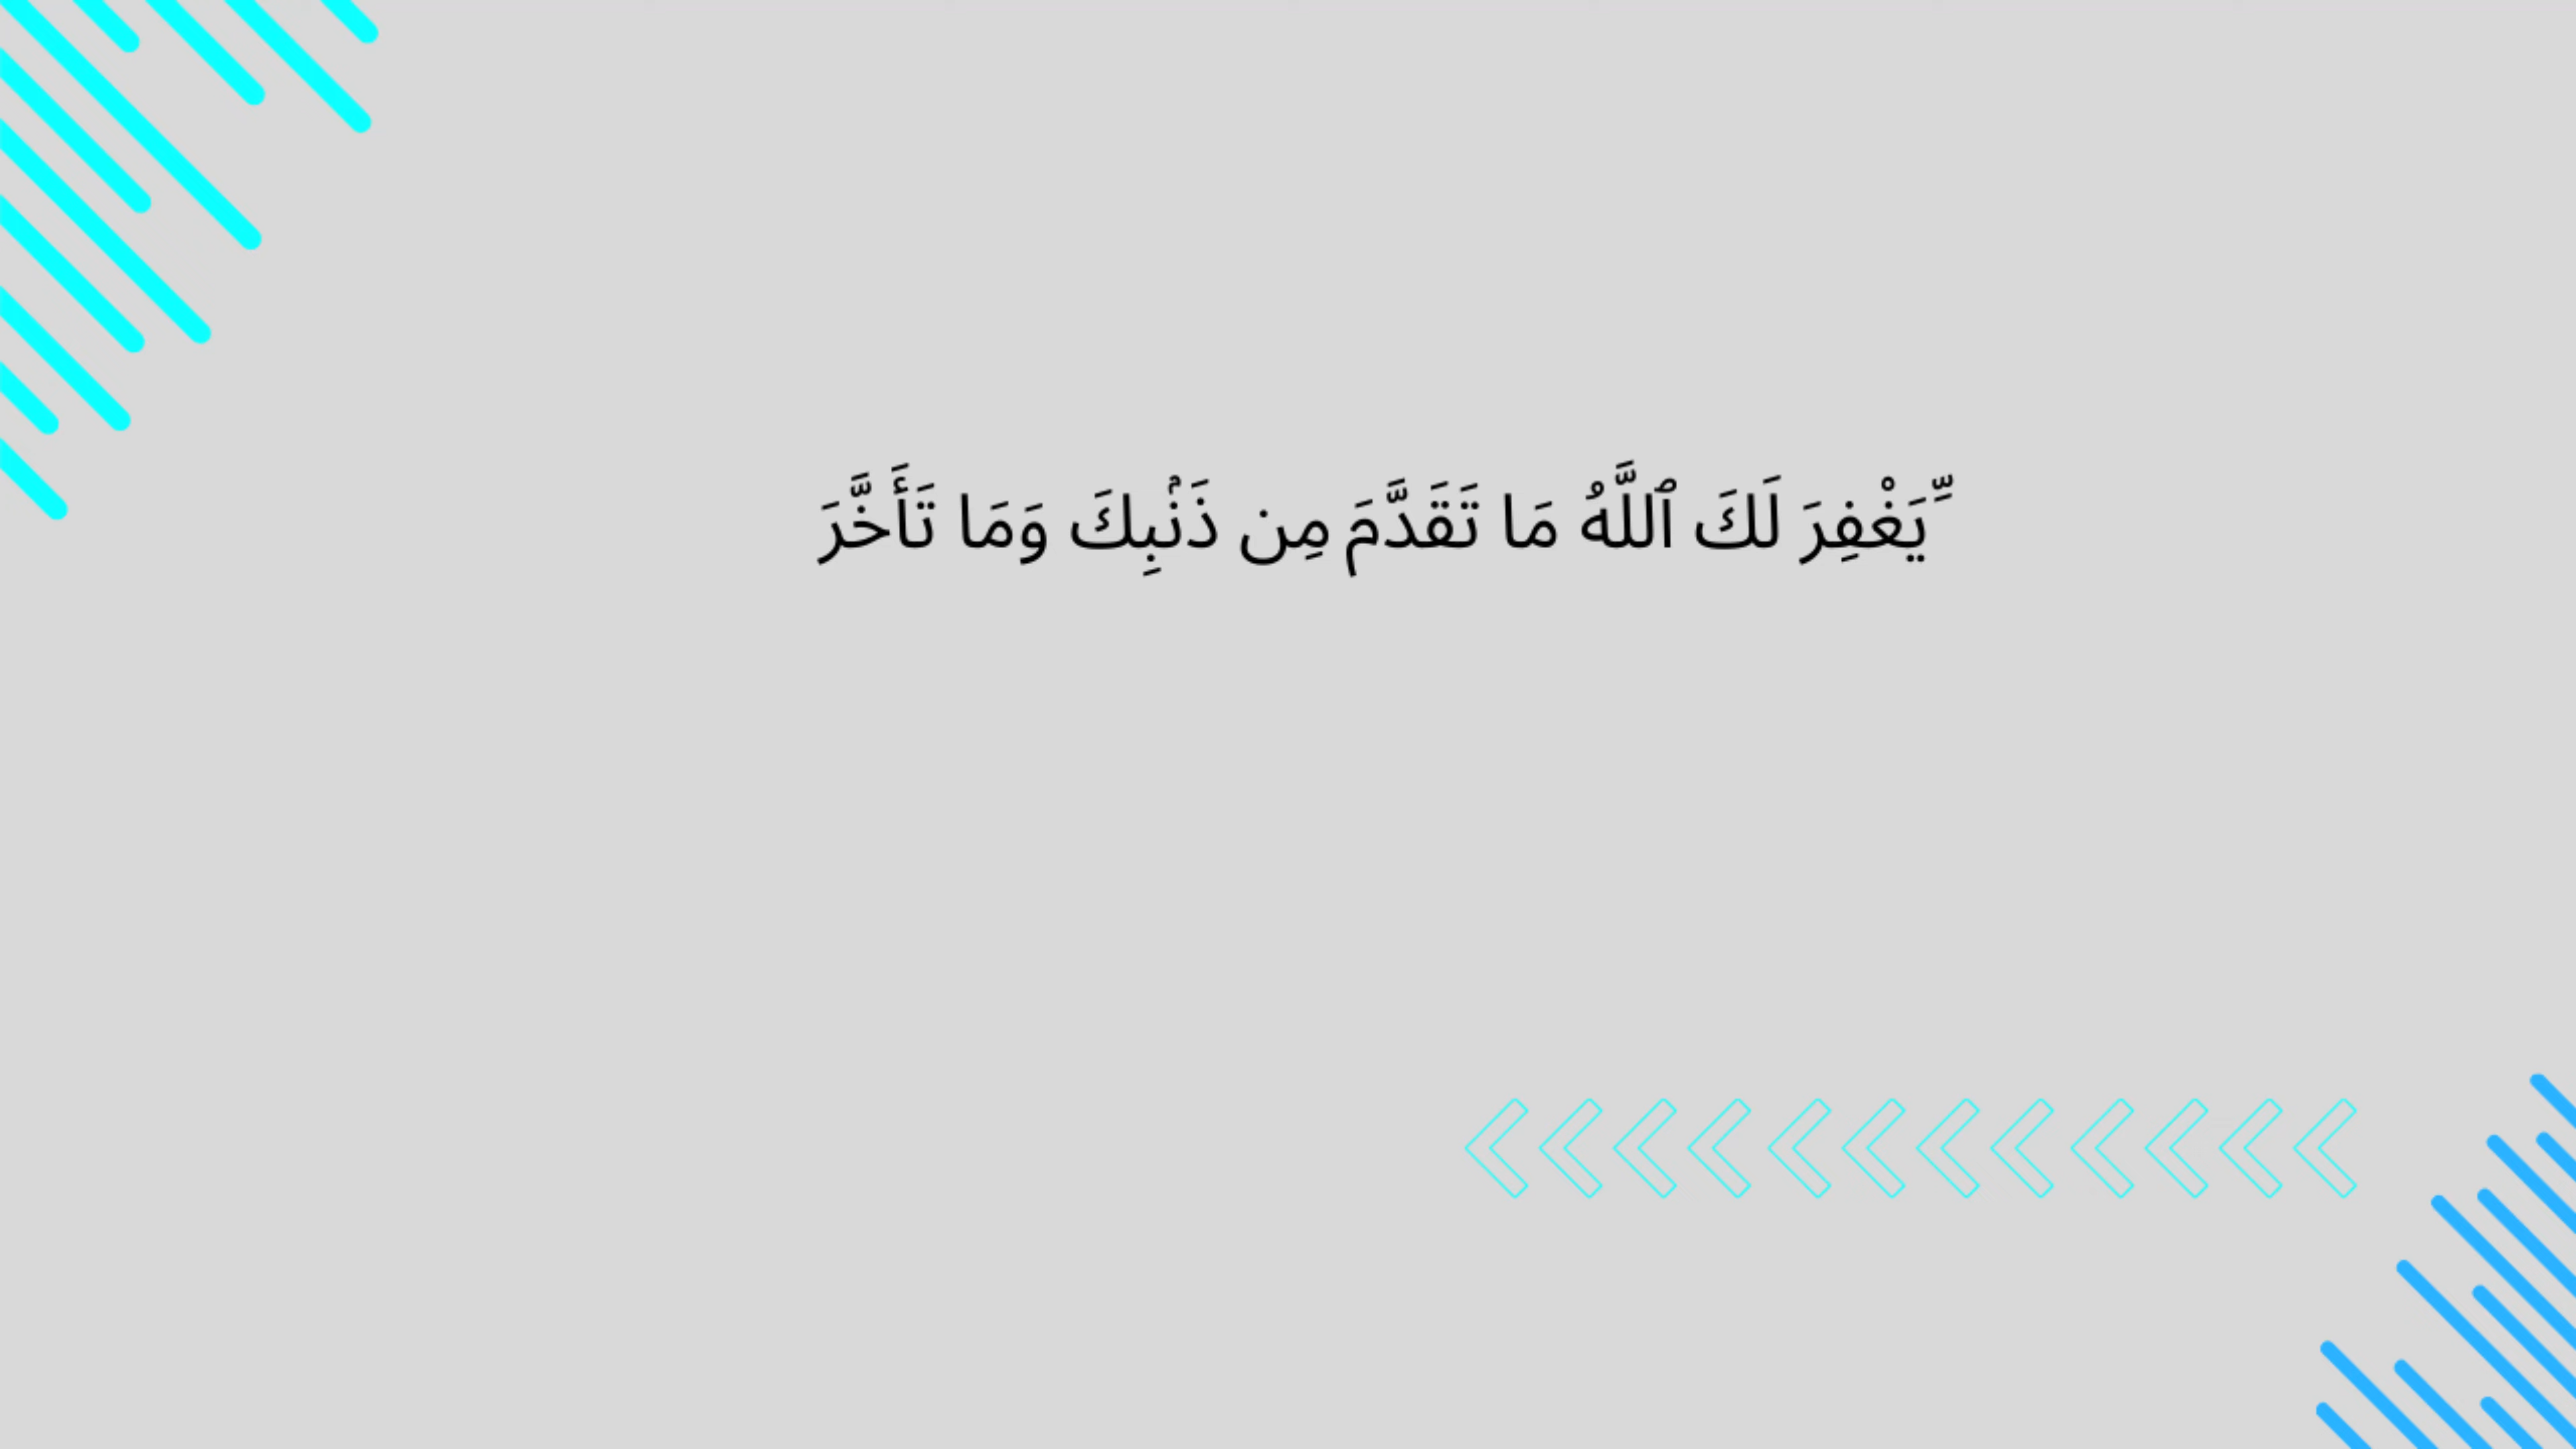 ِّيَغْفِرَ لَكَ ٱللَّهُ مَا تَقَدَّمَ مِن ذَنۢبِكَ وَمَا تَأَخَّرَ